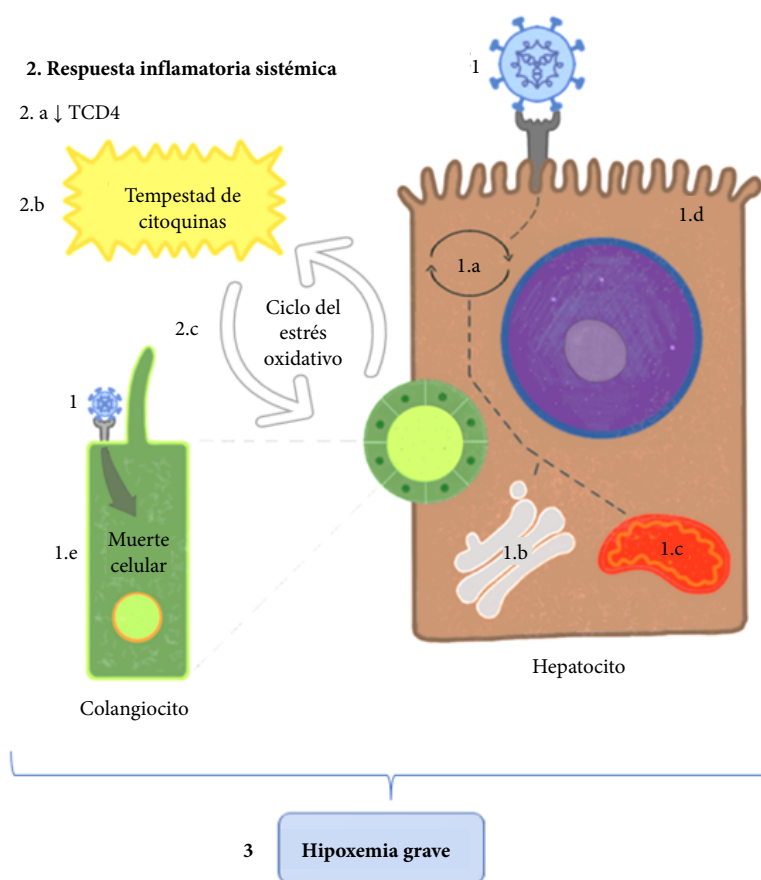 2. Respuesta inflamatoria sistémica
1
2. a ↓ TCD4
2.b
Tempestad de
citoquinas
1.d
1.a
2.c
Ciclo del
estrés
oxidativo
1
1.e
Muerte
celular
1.b
1.c
Hepatocito
Colangiocito
3
Hipoxemia grave